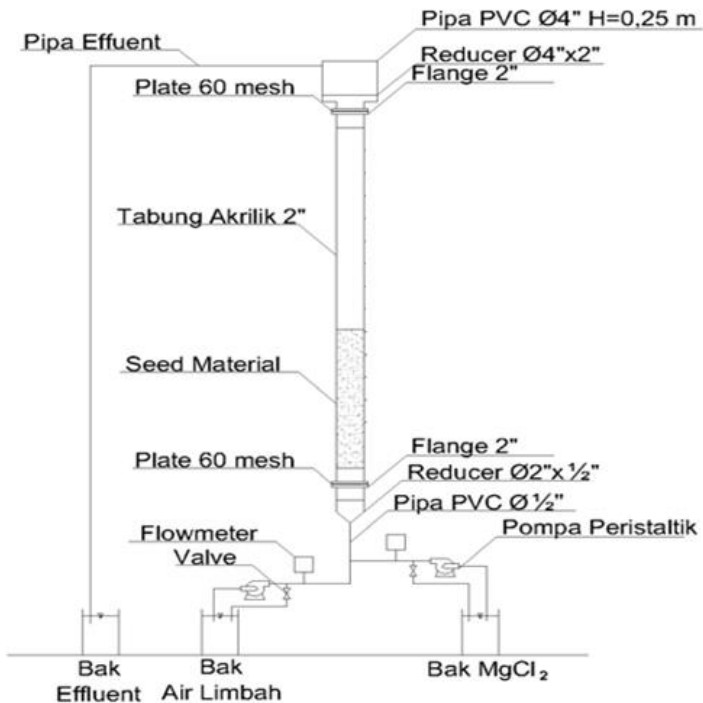 Pipa PVC Ø4" H=0,25 m
Pipa Effuent
Reducer Ø4"x2"
Plate 60 mesh
Flange 2"
Tabung Akrilik 2"
Seed Material
Flange 2"
Plate 60 mesh
Reducer Ø2"x½"
Pipa PVC Ø½"
Flowmeter
Pompa Peristaltik
Valve
Bak
Effluent
Bak
Air Limbah
Bak MgCl₂